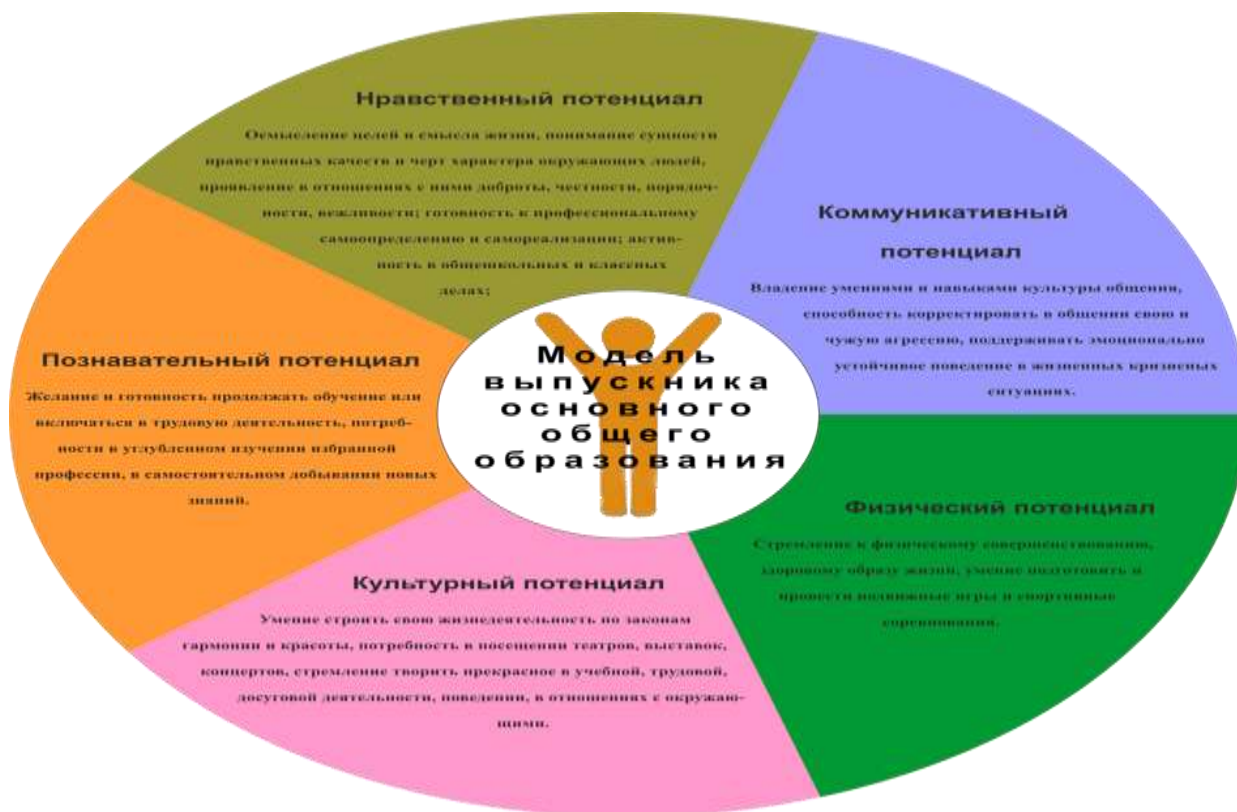 Нравственный потенциал
Осмысление целей и смысла жизни, понимание сущности
нравственных качеств и черт характера окружающих людей,
проявление в отношениях с ними доброты, честности, порядоч-
ности, вежливости; готовность к профессиональному
самоопределению и самореализации; актив-
ность в общешкольных и классных
делах;
Коммуникативный
потенциал
Владение умениями и навыками культуры общения,
способность корректировать в общении свою и
чужую агрессию, поддерживать эмоционально
устойчивое поведение в жизненных кризисных
ситуациях.
Познавательный потенциал
Желание и готовность продолжать обучение или
включаться в трудовую деятельность, потреб-
ности в углубленном изучении избранной
профессии, в самостоятельном добывании новых
знаний.
Модель
выпускника
основного
общего
образования
Физический потенциал
Стремление к физическому совершенствованию,
здоровому образу жизни, умение подготовить и
провести подвижные игры и спортивные
соревнования.
Культурный потенциал
Умение строить свою жизнедеятельность по законам
гармонии и красоты, потребность в посещении театров, выставок,
концертов, стремление творить прекрасное в учебной, трудовой,
досуговой деятельности, поведении, в отношениях с окружаю-
щими.